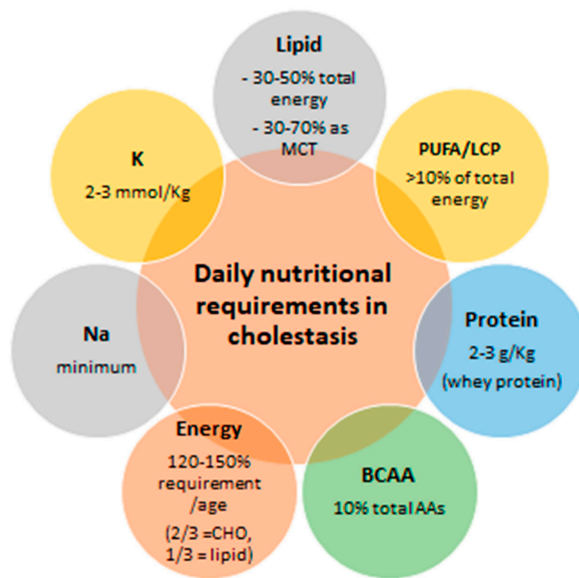 Lipid
- 30-50% total
energy
- 30-70% as
MCT
PUFA/LCP
>10% of total
energy
Protein
2-3 g/Kg
(whey protein)
BCAA
10% total AAs
Energy
120-150%
requirement
/age
(2/3 =CHO,
1/3 = lipid)
Na
minimum
K
2-3 mmol/Kg
Daily nutritional
requirements in
cholestasis